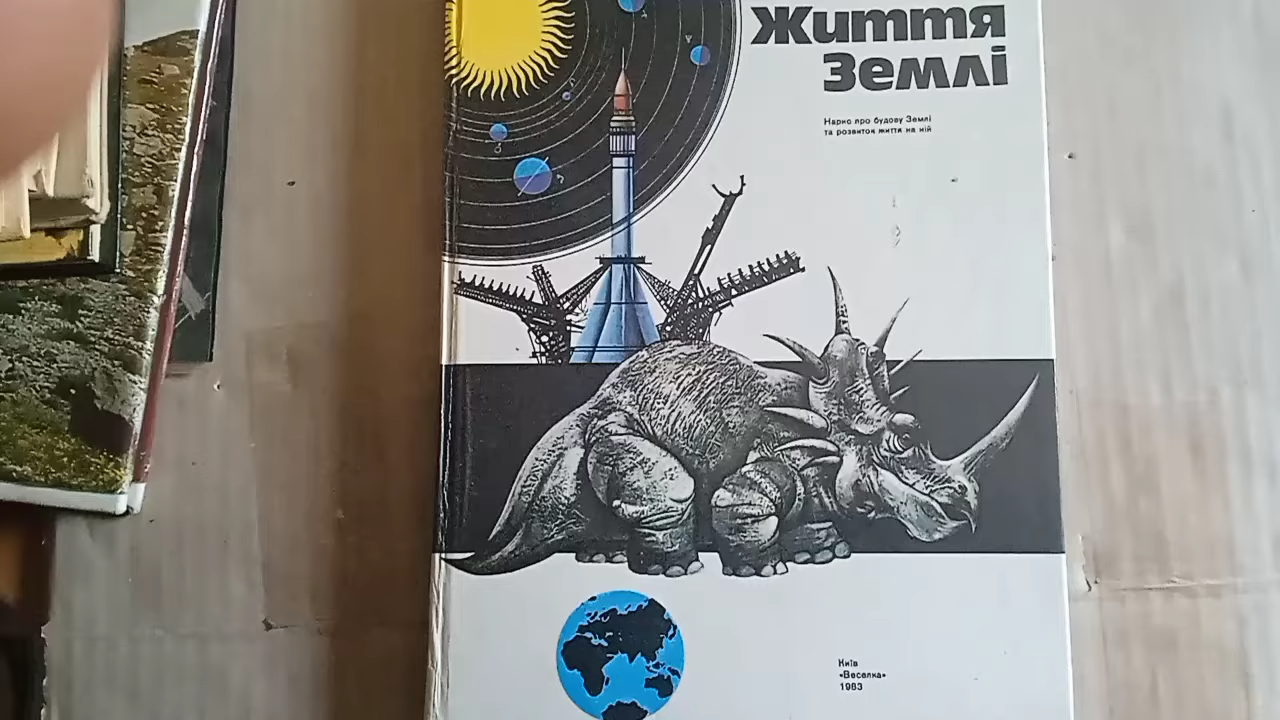 Життя
Землі
Нарис про будову Землі
та розвиток життя на ній
Київ
«Веселка»
1983